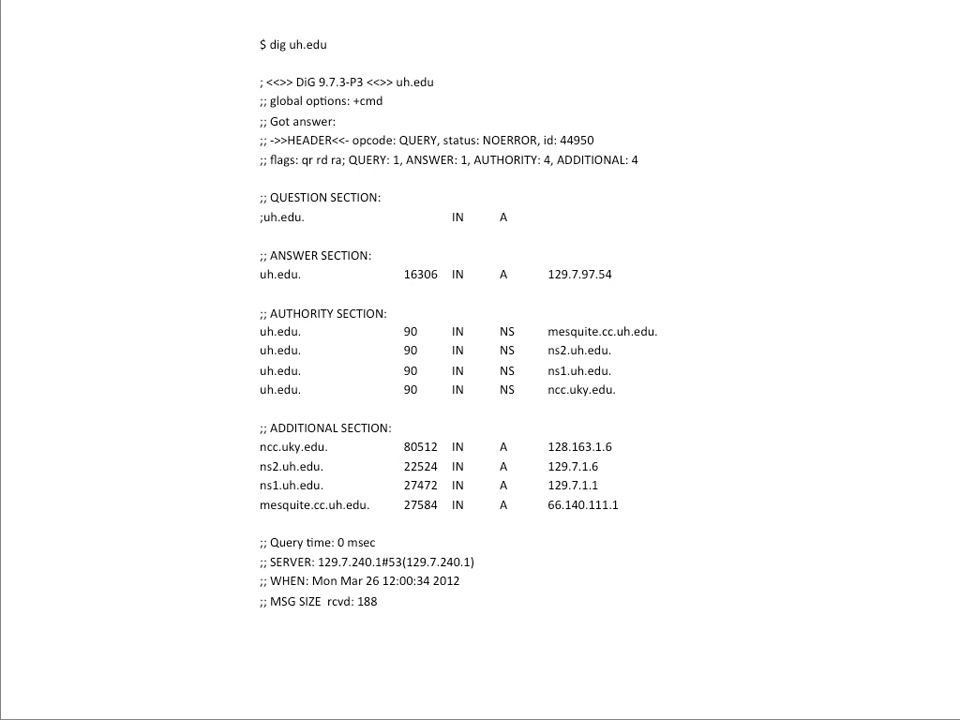 $ dig uh.edu
; <<>> DiG 9.7.3-P3 <<>> uh.edu
;; global options: +cmd
;; Got answer:
;; ->>HEADER<<- opcode: QUERY, status: NOERROR, id: 44950
;; flags: qr rd ra; QUERY: 1, ANSWER: 1, AUTHORITY: 4, ADDITIONAL: 4
;; QUESTION SECTION:
;uh.edu. IN A
;; ANSWER SECTION:
uh.edu. 16306 IN A 129.7.97.54
;; AUTHORITY SECTION:
uh.edu. 90 IN NS mesquite.cc.uh.edu.
uh.edu. 90 IN NS ns2.uh.edu.
uh.edu. 90 IN NS ns1.uh.edu.
uh.edu. 90 IN NS ncc.uky.edu.
;; ADDITIONAL SECTION:
ncc.uky.edu. 80512 IN A 128.163.1.6
ns2.uh.edu. 22524 IN A 129.7.1.6
ns1.uh.edu. 27472 IN A 129.7.1.1
mesquite.cc.uh.edu. 27584 IN A 66.140.111.1
;; Query time: 0 msec
;; SERVER: 129.7.240.1#53(129.7.240.1)
;; WHEN: Mon Mar 26 12:00:34 2012
;; MSG SIZE  rcvd: 188